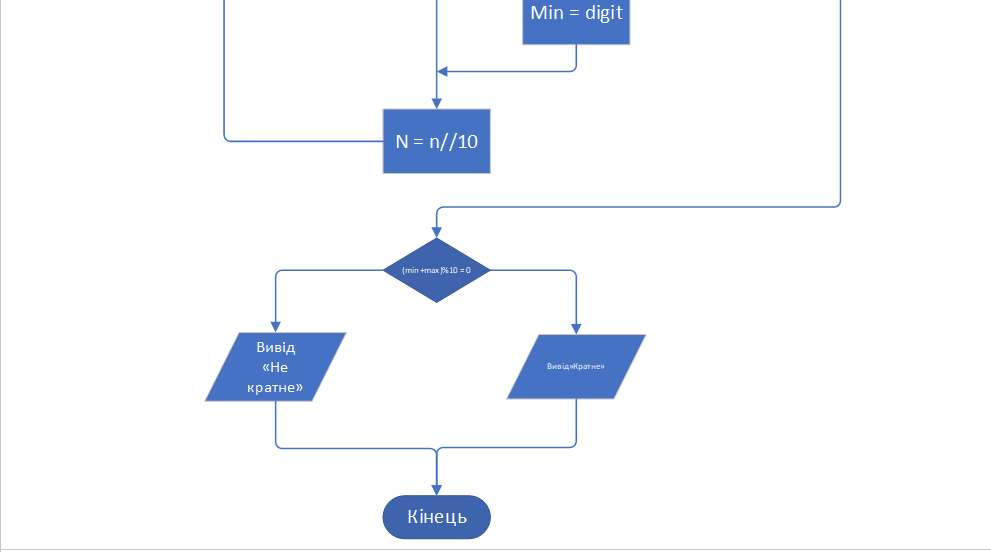 Min = digit
N = n//10
(min +max)%10 = 0
Вивід
«Не
кратне»
Вивід«Кратне»
Кінець